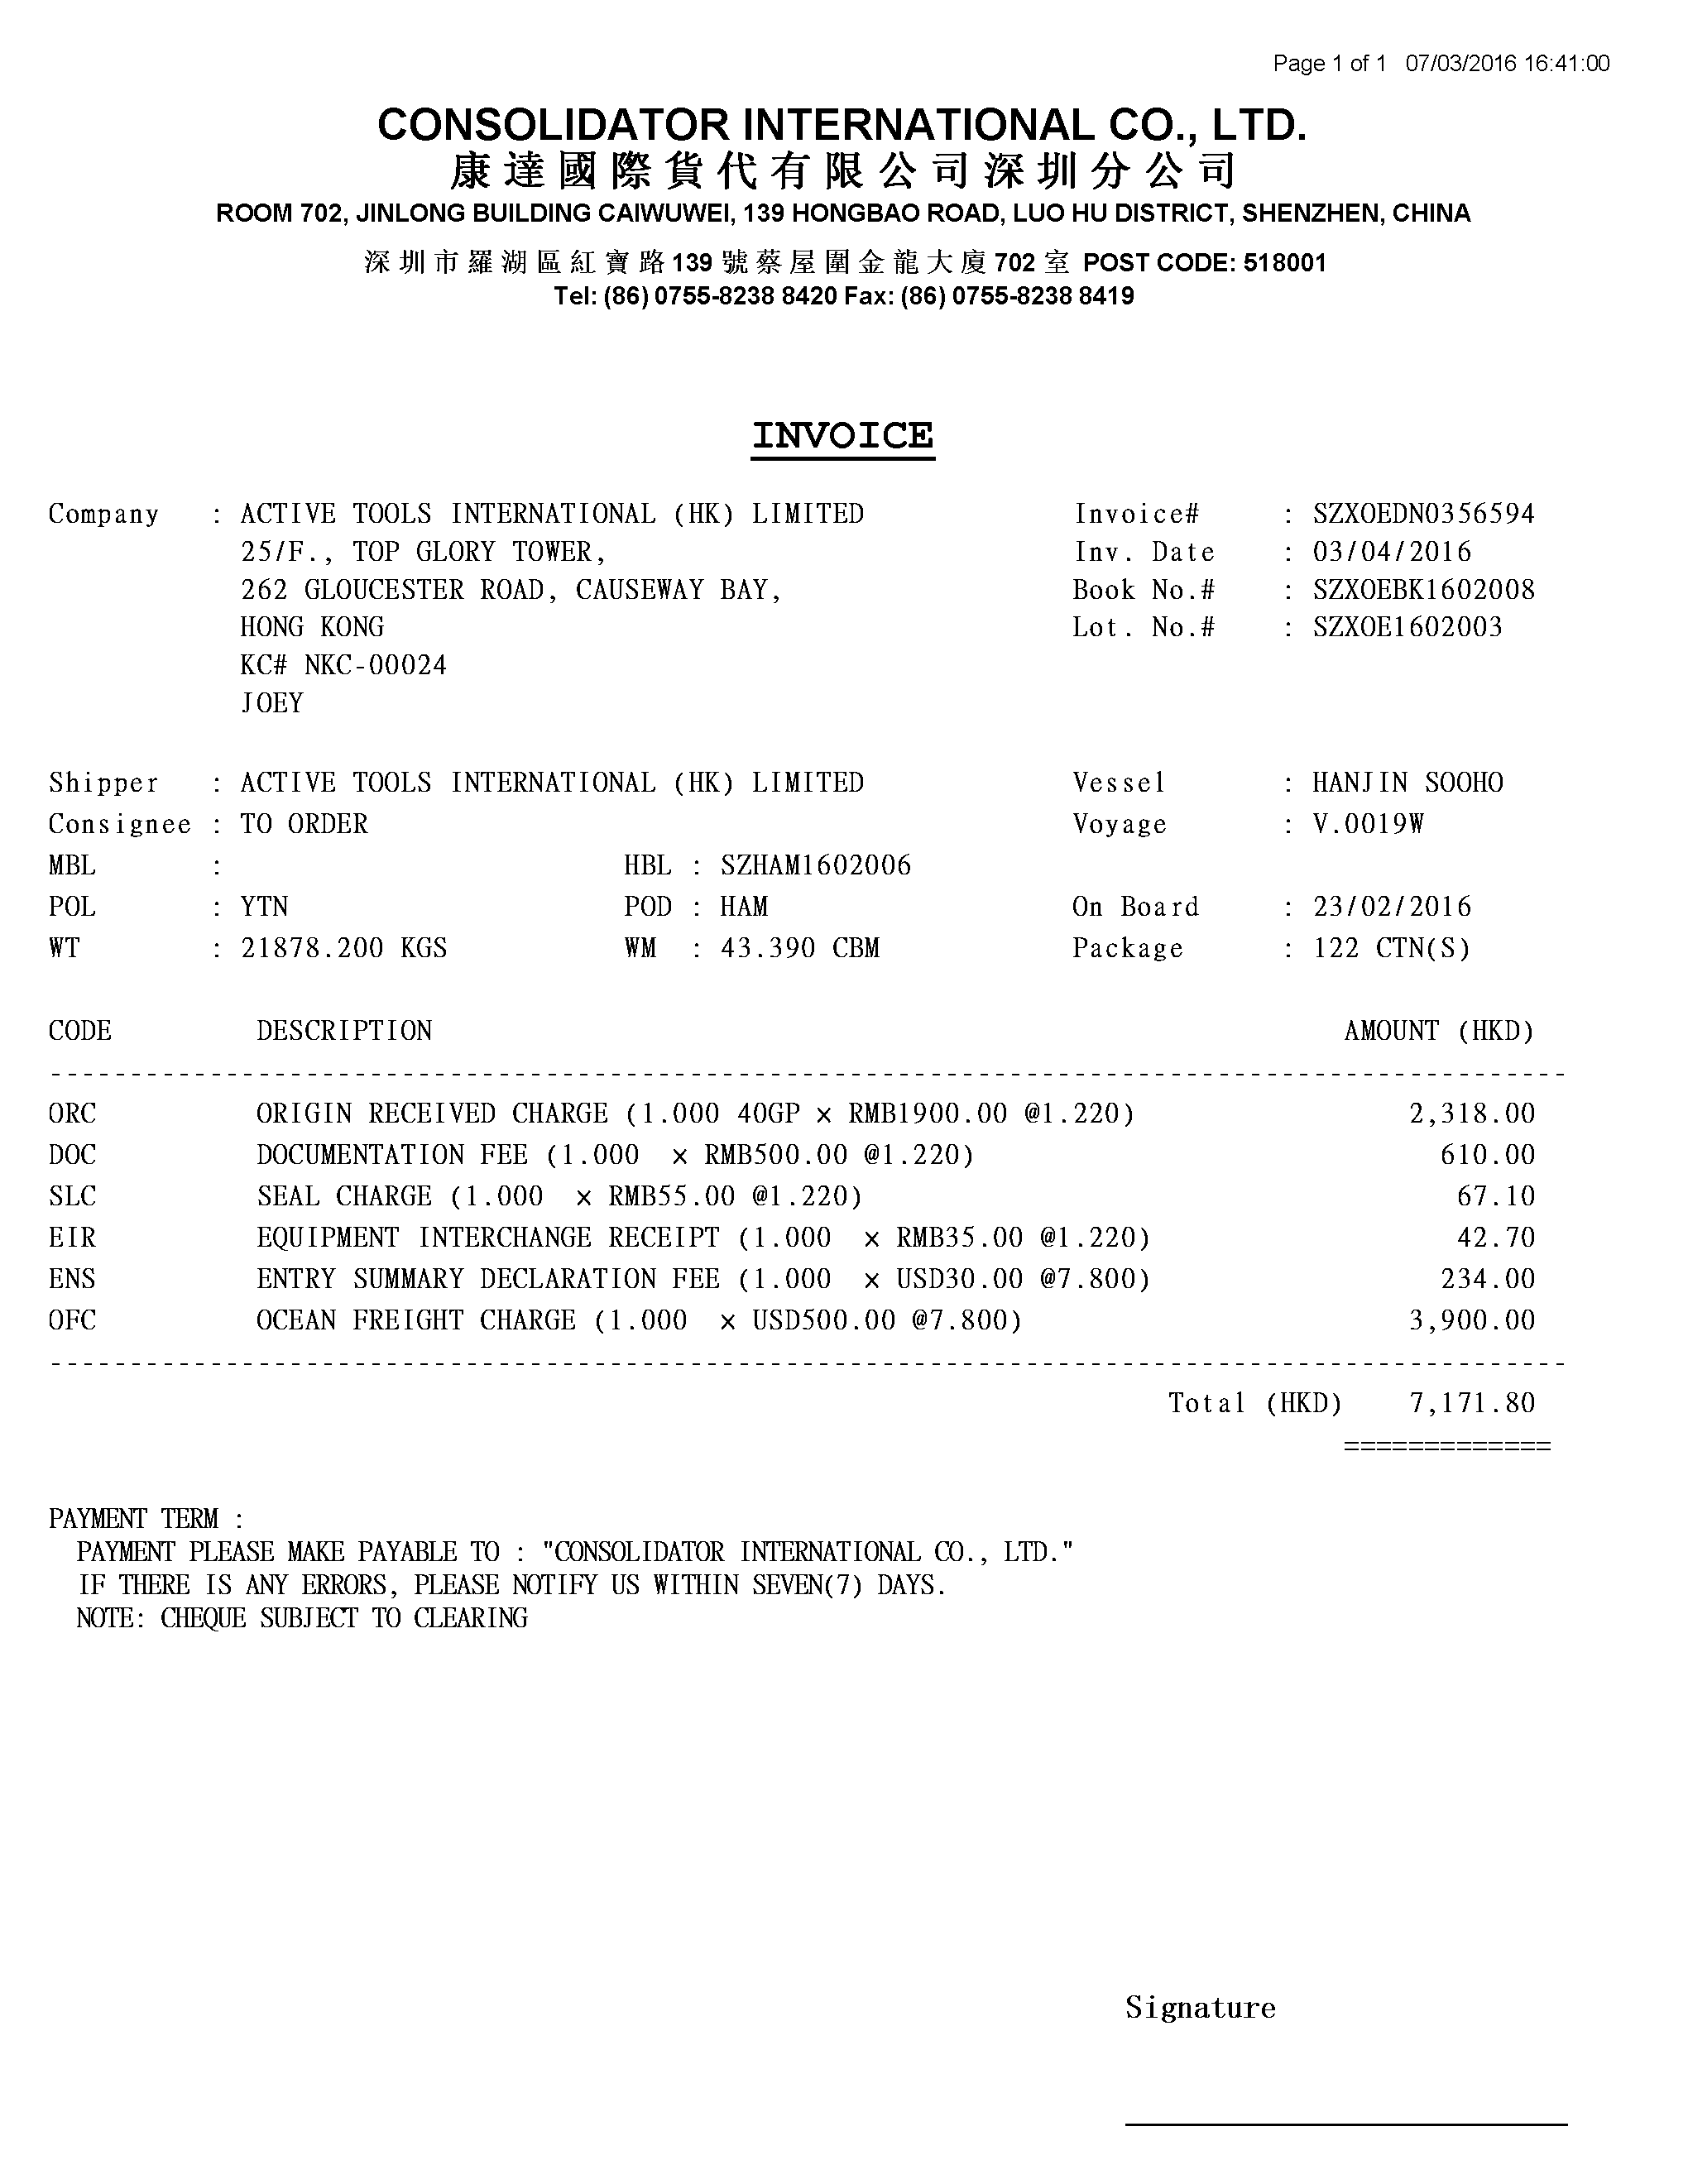 Page 1 of 1 07/03/2016 16:41:00
CONSOLIDATOR INTERNATIONAL CO., LTD.
康達國際貨代有限公司深圳分公司
ROOM 702, JINLONG BUILDING CAIWUWEI, 139 HONGBAO ROAD, LUO HU DISTRICT, SHENZHEN, CHINA
深圳市羅湖區紅寶路 139 號蔡屋圍金龍大廈 702 室 POST CODE: 518001
Tel: (86) 0755-8238 8420 Fax: (86) 0755-8238 8419
INVOICE
Company : ACTIVE TOOLS INTERNATIONAL (HK) LIMITED Invoice# : SZXOEDN0356594
25/F., TOP GLORY TOWER, Inv. Date : 03/04/2016
262 GLOUCESTER ROAD, CAUSEWAY BAY, Book No.# : SZXOEBK1602008
HONG KONG Lot. No.# : SZXOE1602003
KC# NKC-00024
JOEY
Shipper : ACTIVE TOOLS INTERNATIONAL (HK) LIMITED Vessel : HANJIN SOOHO
Consignee : TO ORDER Voyage : V.0019W
MBL : HBL : SZHAM1602006
POL : YTN POD : HAM On Board : 23/02/2016
WT : 21878.200 KGS WM : 43.390 CBM Package : 122 CTN(S)
CODE DESCRIPTION AMOUNT (HKD)
ORC ORIGIN RECEIVED CHARGE (1.000 40GP × RMB1900.00 @1.220) 2,318.00
DOC DOCUMENTATION FEE (1.000 × RMB500.00 @1.220) 610.00
SLC SEAL CHARGE (1.000 × RMB55.00 @1.220) 67.10
EIR EQUIPMENT INTERCHANGE RECEIPT (1.000 × RMB35.00 @1.220) 42.70
ENS ENTRY SUMMARY DECLARATION FEE (1.000 × USD30.00 @7.800) 234.00
OFC OCEAN FREIGHT CHARGE (1.000 × USD500.00 @7.800) 3,900.00
Total (HKD) 7,171.80
=============
PAYMENT TERM :
PAYMENT PLEASE MAKE PAYABLE TO : "CONSOLIDATOR INTERNATIONAL CO., LTD."
IF THERE IS ANY ERRORS, PLEASE NOTIFY US WITHIN SEVEN(7) DAYS.
NOTE: CHEQUE SUBJECT TO CLEARING
Signature